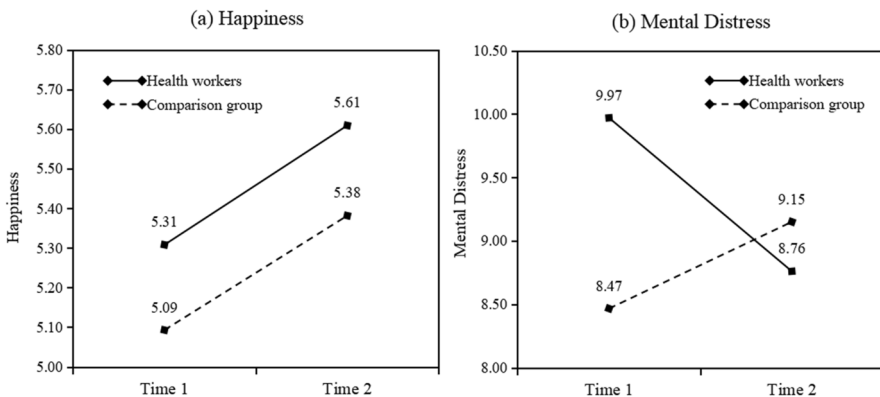 (a) Happiness
5.80
5.70
5.60
5.50
5.40
5.30
5.20
5.10
5.00
Happiness
Health workers
Comparison group
5.31
5.61
5.09
5.38
Time 1
Time 2
(b) Mental Distress
10.50
10.00
9.50
9.00
8.50
8.00
Mental Distress
Health workers
Comparison group
9.97
9.15
8.76
8.47
Time 1
Time 2